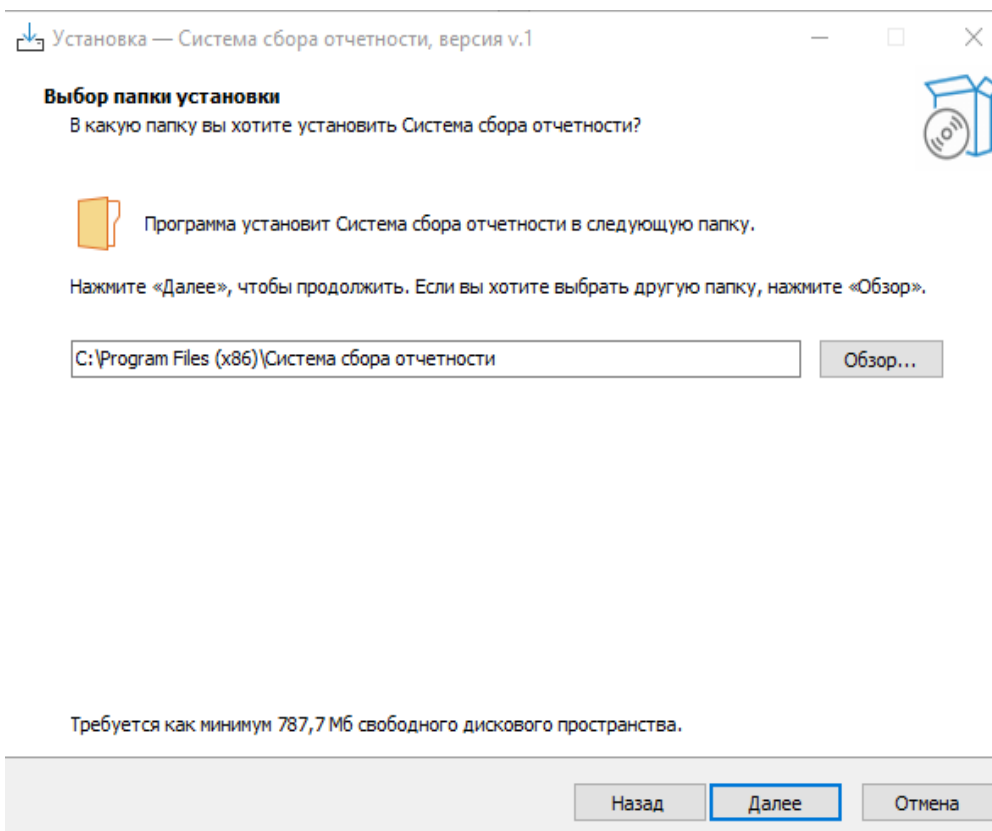 Установка — Система сбора отчетности, версия v.1
Выбор папки установки
В какую папку вы хотите установить Система сбора отчетности?
Программа установит Система сбора отчетности в следующую папку.
Нажмите «Далее», чтобы продолжить. Если вы хотите выбрать другую папку, нажмите «Обзор».
C:\Program Files (x86)\Система сбора отчетности
Обзор...
Требуется как минимум 787,7 Мб свободного дискового пространства.
Назад
Далее
Отмена